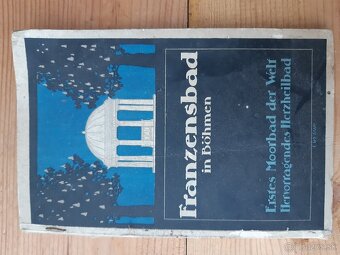 Franzensbad
in Böhmen
Erstes Moorbad der Welt
Hervorragendes Herzheilbad